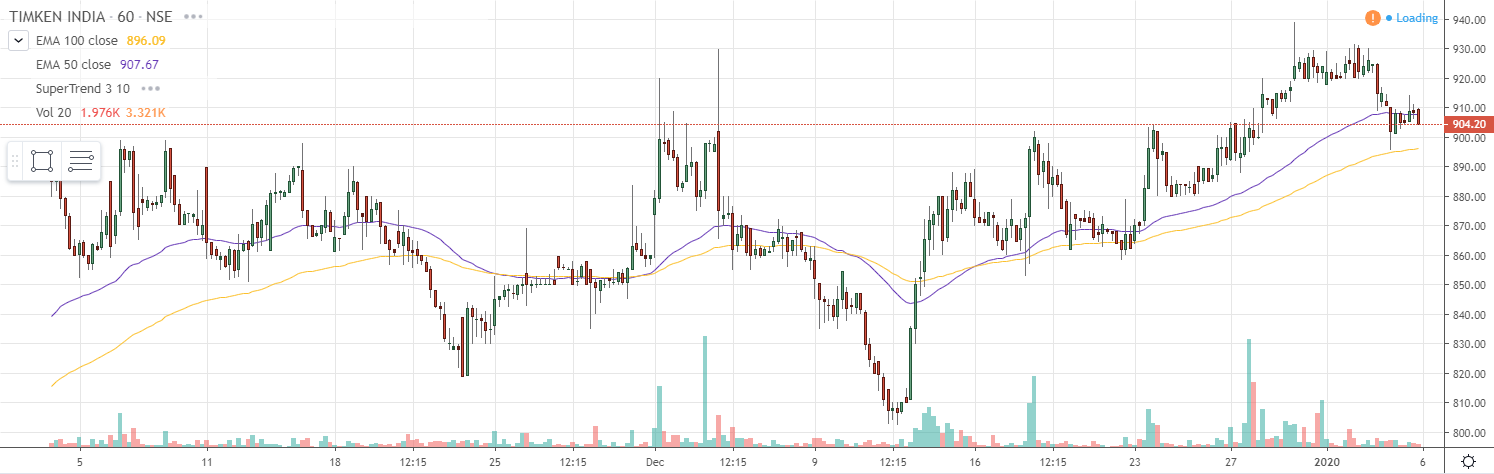 TIMKEN INDIA · 60 · NSE
EMA 100 close 896.09
EMA 50 close 907.67
SuperTrend 3 10
Vol 20 1.976K 3.321K
Loading
940.00
930.00
920.00
910.00
904.20
900.00
890.00
880.00
870.00
860.00
850.00
840.00
830.00
820.00
810.00
800.00
5 11 18 12:15 25 12:15 Dec 12:15 9 12:15 16 12:15 23 27 2020 6